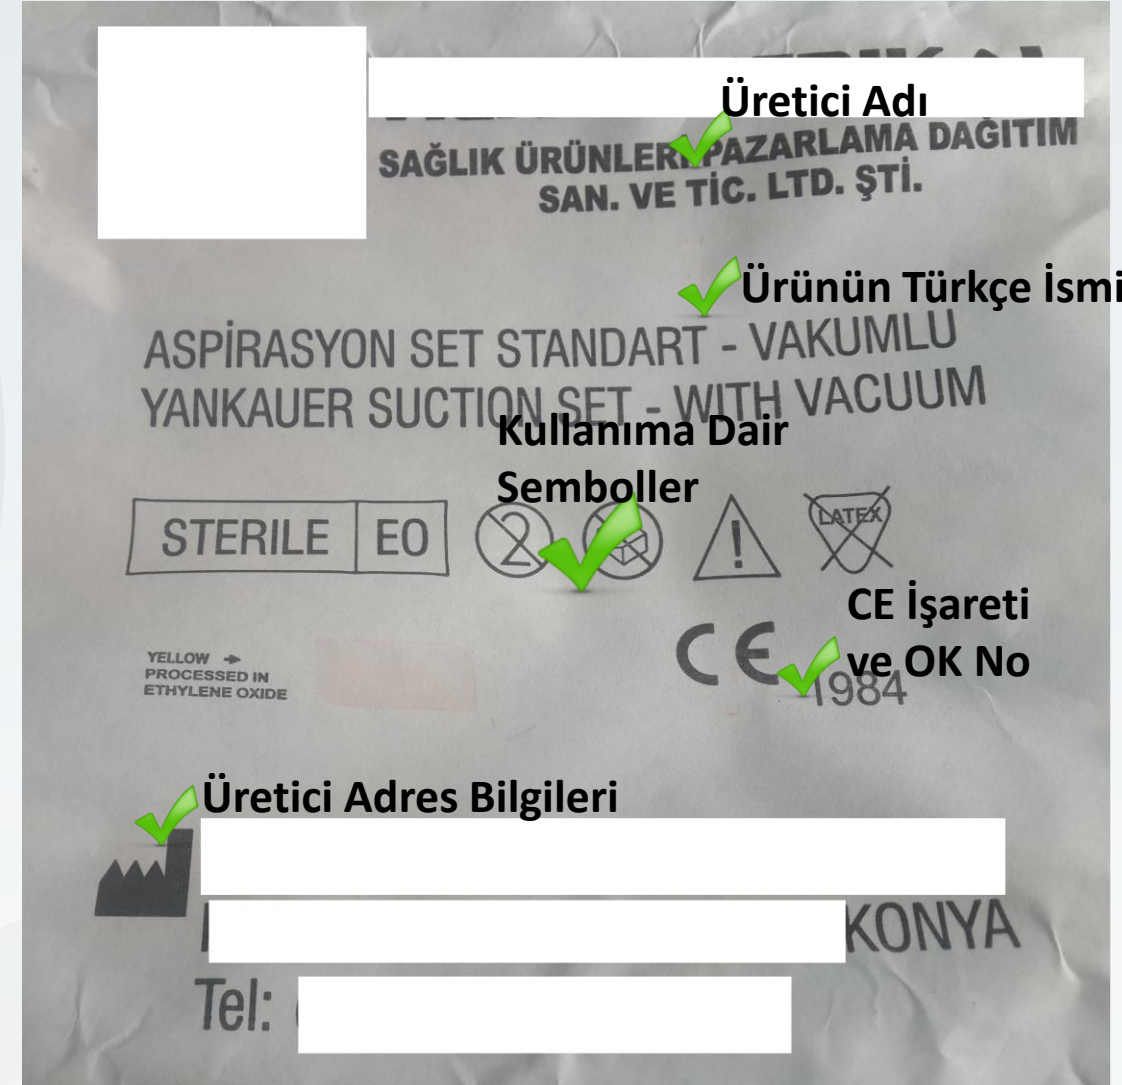 Üretici Adı
SAĞLIK ÜRÜNLERİ PAZARLAMA DAĞITIM
SAN. VE TİC. LTD. ŞTİ.
Ürünün Türkçe İsmi
ASPİRASYON SET STANDART - VAKUMLU
YANKAUER SUCTION SET - WITH VACUUM
Kullanıma Dair
Semboller
STERILE EO 2 LATEX
CE İşareti
ve OK No
CE 1984
YELLOW →
PROCESSED IN
ETHYLENE OXIDE
Üretici Adres Bilgileri
KONYA
Tel: